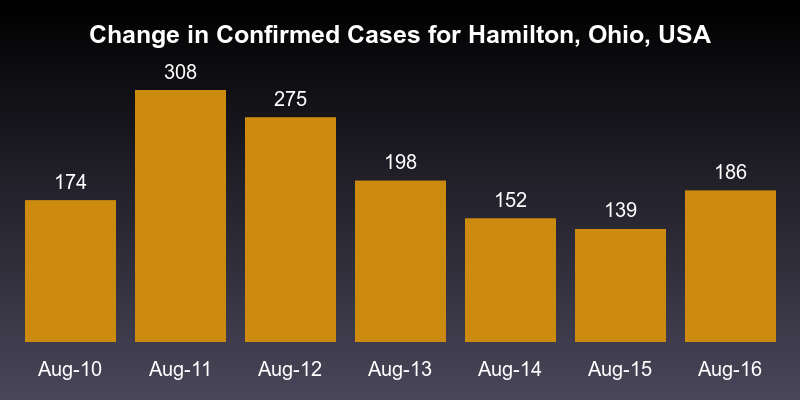 Change in Confirmed Cases for Hamilton, Ohio, USA
174
308
275
198
152
139
186
Aug-10
Aug-11
Aug-12
Aug-13
Aug-14
Aug-15
Aug-16